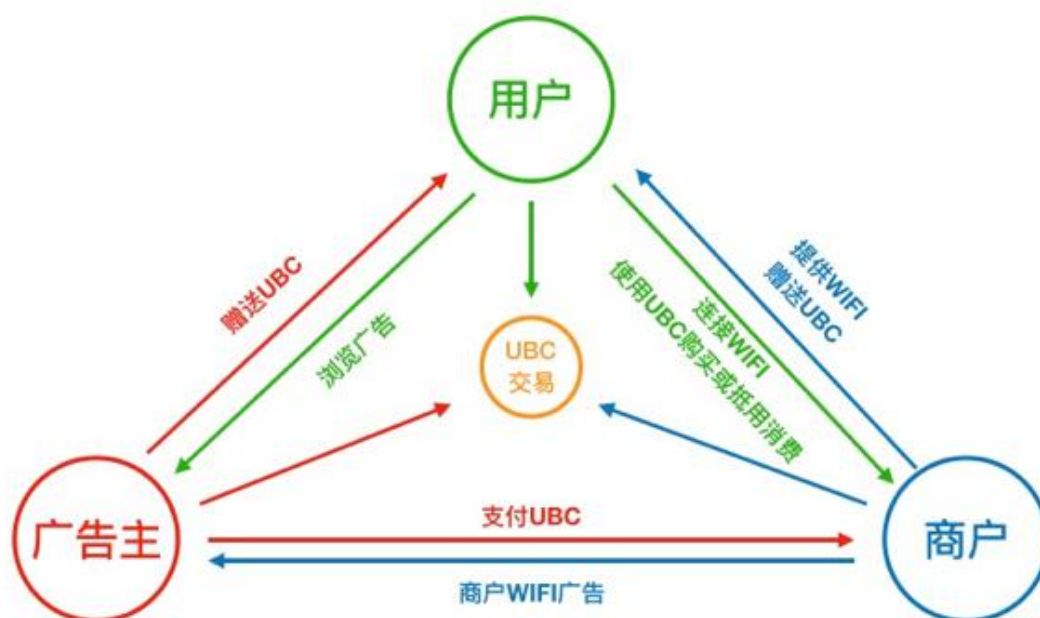 用户
提供WIFI
赠送UBC
赠送UBC
浏览广告
连接WIFI
使用UBC购买或抵用消费
UBC
交易
广告主
支付UBC
商户
商户WIFI广告